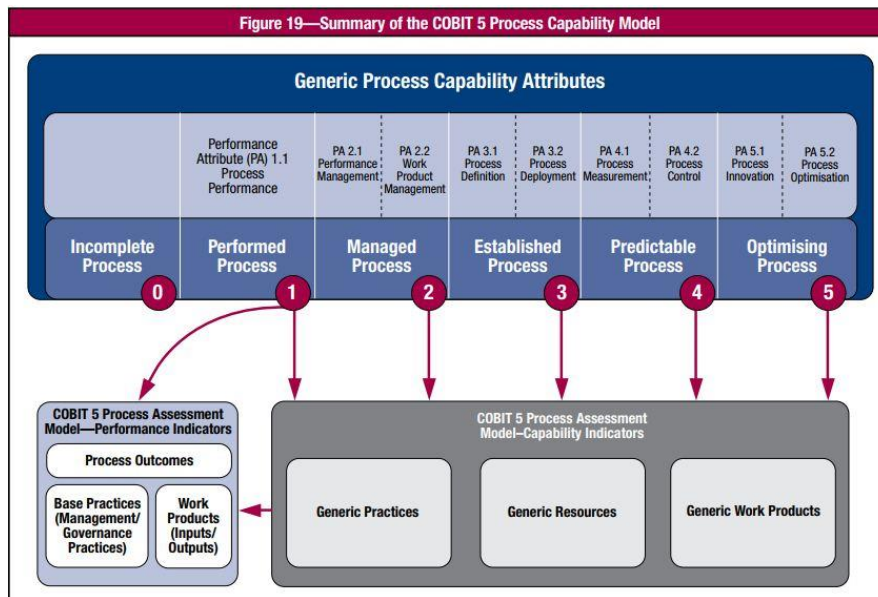 Figure 19—Summary of the COBIT 5 Process Capability Model
Generic Process Capability Attributes
Performance
Attribute (PA) 1.1
Process
Performance
PA 2.1
Performance
Management
PA 2.2
Work
Product
Management
PA 3.1
Process
Definition
PA 3.2
Process
Deployment
PA 4.1
Process
Measurement
PA 4.2
Process
Control
PA 5.1
Process
Innovation
PA 5.2
Process
Optimisation
Incomplete
Process
0
Performed
Process
1
Managed
Process
2
Established
Process
3
Predictable
Process
4
Optimising
Process
5
COBIT 5 Process Assessment
Model—Performance Indicators
Process Outcomes
Base Practices
(Management/
Governance
Practices)
Work
Products
(Inputs/
Outputs)
COBIT 5 Process Assessment
Model–Capability Indicators
Generic Practices
Generic Resources
Generic Work Products